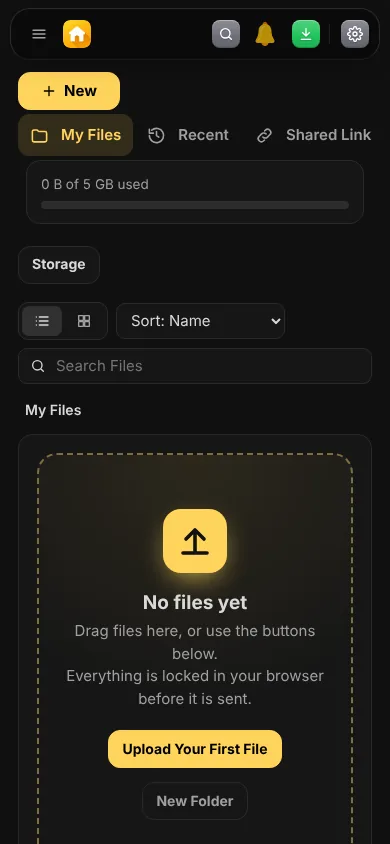 New
My Files
Recent
Shared Link
0 B of 5 GB used
Storage
Sort: Name
Search Files
My Files
No files yet
Drag files here, or use the buttons
below.
Everything is locked in your browser
before it is sent.
Upload Your First File
New Folder